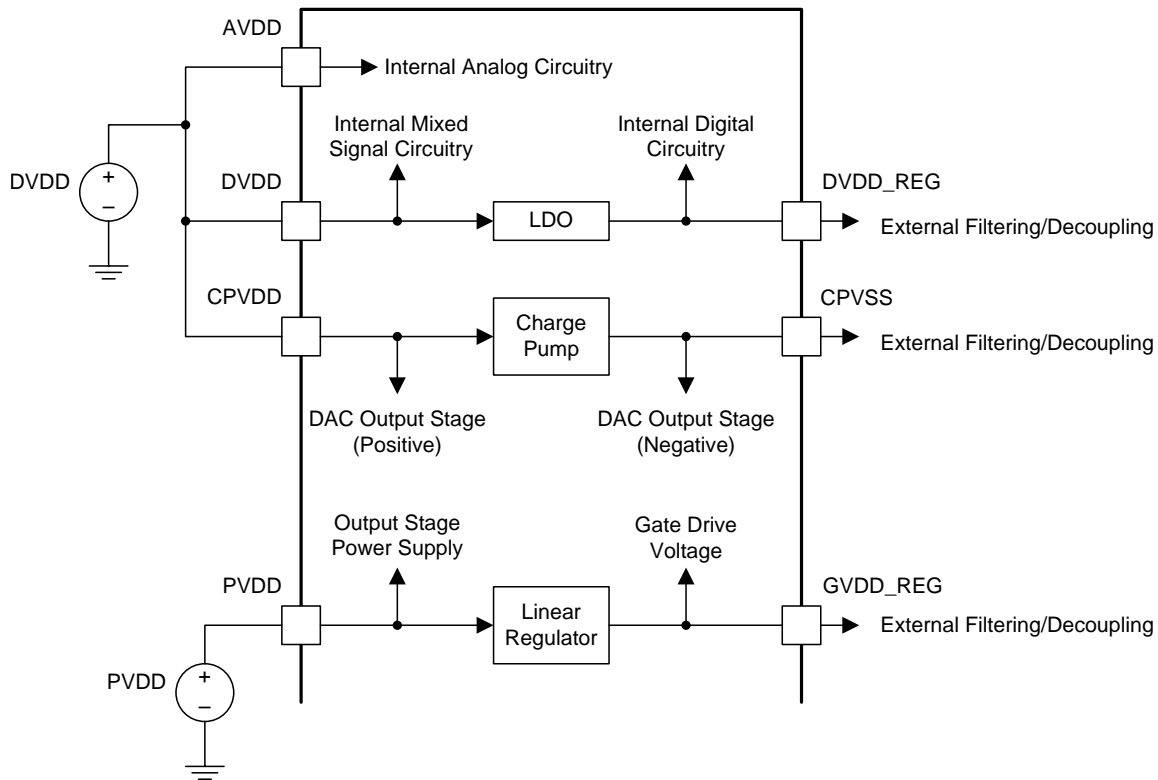 AVDD
Internal Analog Circuitry
Internal Mixed
Signal Circuitry
Internal Digital
Circuitry
DVDD
+
−
DVDD
LDO
DVDD_REG
External Filtering/Decoupling
CPVDD
Charge
Pump
CPVSS
External Filtering/Decoupling
DAC Output Stage
(Positive)
DAC Output Stage
(Negative)
Output Stage
Power Supply
Gate Drive
Voltage
PVDD
Linear
Regulator
GVDD_REG
External Filtering/Decoupling
PVDD
+
−